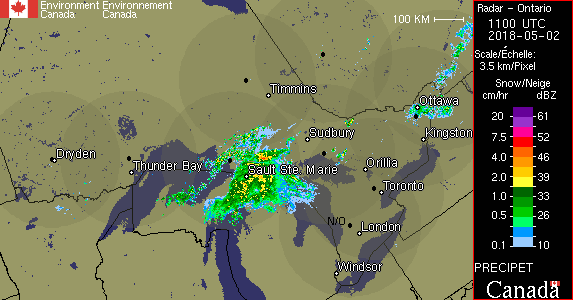 Environment Environnement
Canada Canada
100 KM
Radar - Ontario
1100 UTC
2018-05-02
Scale/Échelle:
3.5 km/Pixel
Snow/Neige
cm/hr dBZ
20 61
7.5 57
5.0 52
4.0 46
2.0 39
1.0 33
0.5 26
0.1 10
PRECIPET
Canada
Timmins
Ottawa
Sudbury
Kingston
Dryden
Thunder Bay
Sault Ste. Marie
Orillia
Toronto
N/O
London
Windsor